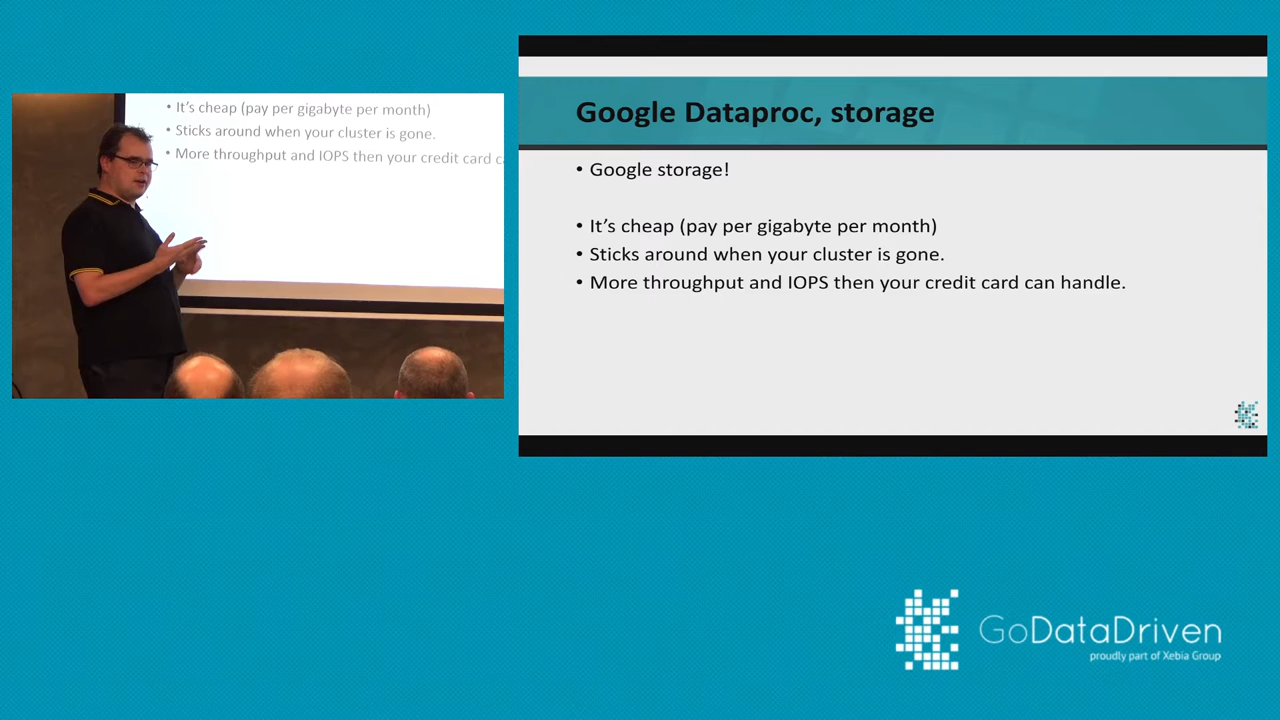 • It's cheap (pay per gigabyte per month)
• Sticks around when your cluster is gone.
• More throughput and IOPS then your credit card c
Google Dataproc, storage
• Google storage!
• It's cheap (pay per gigabyte per month)
• Sticks around when your cluster is gone.
• More throughput and IOPS then your credit card can handle.
GoDataDriven
proudly part of Xebia Group